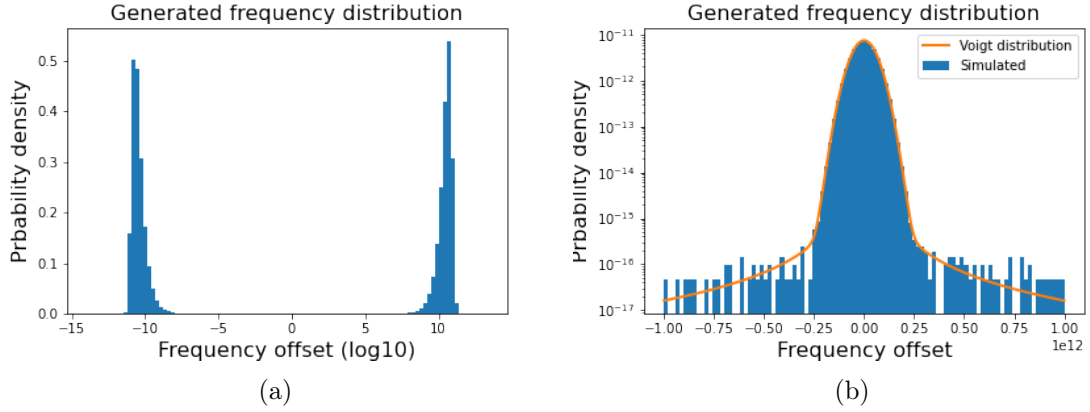 Generated frequency distribution
Prbability density
0.5
0.4
0.3
0.2
0.1
0.0
−15 −10 −5 0 5 10
Frequency offset (log10)
(a)
Generated frequency distribution
Prbability density
10⁻¹¹
10⁻¹²
10⁻¹³
10⁻¹⁴
10⁻¹⁵
10⁻¹⁶
10⁻¹⁷
Voigt distribution
Simulated
−1.00 −0.75 −0.50 −0.25 0.00 0.25 0.50 0.75 1.00
1e12
Frequency offset
(b)